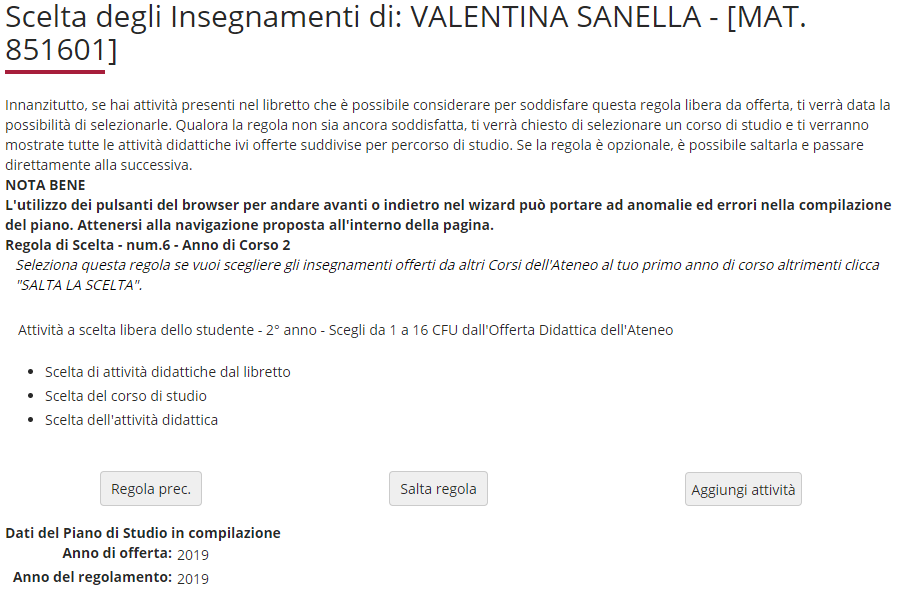 Scelta degli Insegnamenti di: VALENTINA SANELLA - [MAT.
851601]
Innanzitutto, se hai attività presenti nel libretto che è possibile considerare per soddisfare questa regola libera da offerta, ti verrà data la
possibilità di selezionarle. Qualora la regola non sia ancora soddisfatta, ti verrà chiesto di selezionare un corso di studio e ti verranno
mostrate tutte le attività didattiche ivi offerte suddivise per percorso di studio. Se la regola è opzionale, è possibile saltarla e passare
direttamente alla successiva.
NOTA BENE
L'utilizzo dei pulsanti del browser per andare avanti o indietro nel wizard può portare ad anomalie ed errori nella compilazione
del piano. Attenersi alla navigazione proposta all'interno della pagina.
Regola di Scelta - num.6 - Anno di Corso 2
Seleziona questa regola se vuoi scegliere gli insegnamenti offerti da altri Corsi dell'Ateneo al tuo primo anno di corso altrimenti clicca
"SALTA LA SCELTA".
Attività a scelta libera dello studente - 2° anno - Scegli da 1 a 16 CFU dall'Offerta Didattica dell'Ateneo
• Scelta di attività didattiche dal libretto
• Scelta del corso di studio
• Scelta dell'attività didattica
Regola prec. Salta regola Aggiungi attività
Dati del Piano di Studio in compilazione
Anno di offerta: 2019
Anno del regolamento: 2019